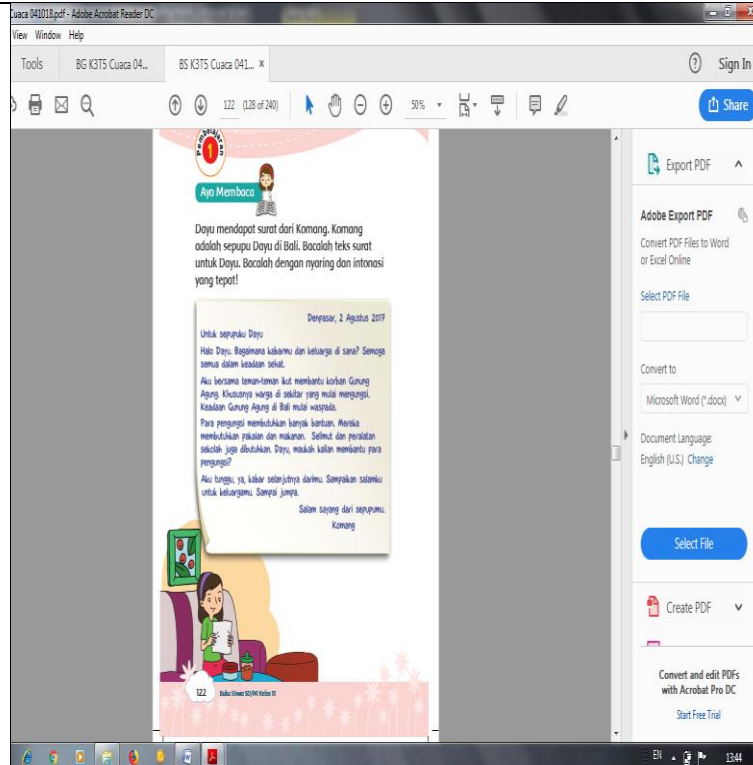 Cuaca 041018.pdf - Adobe Acrobat Reader DC
View Window Help
Tools BG K3T5 Cuaca 04... BS K3T5 Cuaca 041... x
Sign In
122 (128 of 240)
50%
Share
Pembelajaran
1
Ayo Membaca
Dayu mendapat surat dari Komang. Komang
adalah sepupu Dayu di Bali. Bacalah teks surat
untuk Dayu. Bacalah dengan nyaring dan intonasi
yang tepat!
Denpasar, 2 Agustus 2017
Untuk sepupuku Dayu
Halo Dayu. Bagaimana kabarmu dan keluarga di sana? Semoga
semua dalam keadaan sehat.
Aku bersama teman-teman ikut membantu korban Gunung
Agung. Khususnya warga di sekitar yang mulai mengungsi.
Keadaan Gunung Agung di Bali mulai waspada.
Para pengungsi membutuhkan banyak bantuan. Mereka
membutuhkan pakaian dan makanan. Selimut dan peralatan
sekolah juga dibutuhkan. Dayu, maukah kalian membantu para
pengungsi?
Aku tunggu, ya, kabar selanjutnya darimu. Sampaikan salamku
untuk keluargamu. Sampai jumpa.
Salam sayang dari sepupumu.
Komang
122 Buku Siswa SD/MI Kelas III
Export PDF
Adobe Export PDF
Convert PDF Files to Word
or Excel Online
Select PDF File
Convert to
Microsoft Word (*.docx)
Document Language:
English (U.S.) Change
Select File
Create PDF
Convert and edit PDFs
with Acrobat Pro DC
Start Free Trial
EN 13:44